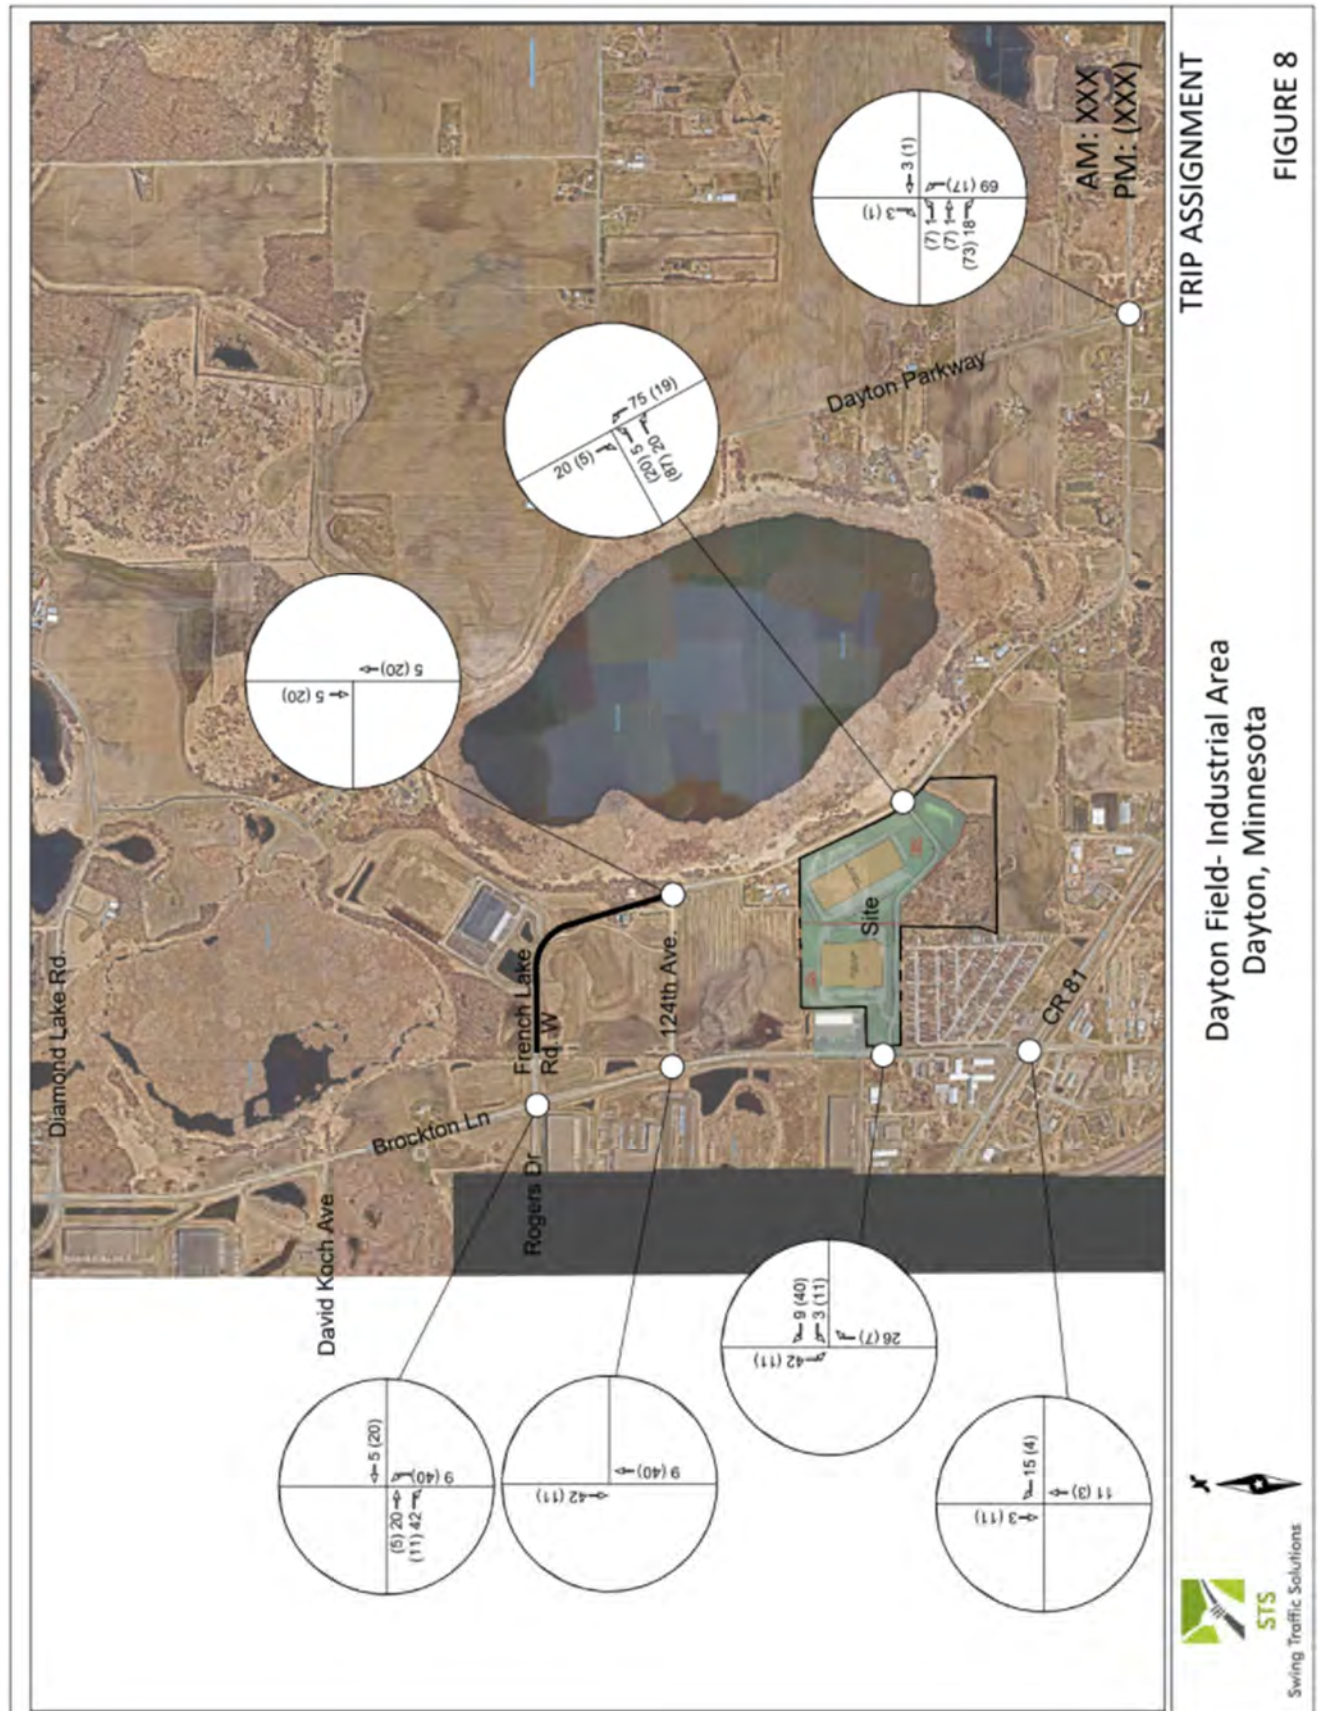 TRIP ASSIGNMENT
FIGURE 8
Dayton Field- Industrial Area
Dayton, Minnesota
STS
Swing Traffic Solutions
AM: XXX
PM: (XXX)
Diamond Lake Rd.
David Koch Ave
Brockton Ln
Rogers Dr
French Lake
Rd. W
124th Ave.
Site
CR 81
Dayton Parkway
3 (1)
3 (1)
(7) 1
(7) 1
(73) 18
69 (17)
20 (5)
75 (19)
(20) 5
(87) 20
5 (20)
5 (20)
5 (20)
(5) 20
(11) 42
9 (40)
42 (11)
9 (40)
9 (40)
3 (11)
42 (11)
26 (7)
15 (4)
3 (11)
11 (3)